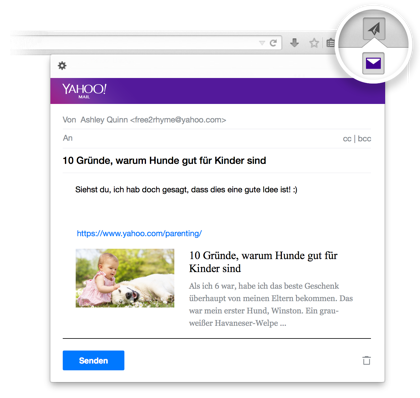 YAHOO!
MAIL
Von Ashley Quinn <free2rhyme@yahoo.com>
An cc | bcc
10 Gründe, warum Hunde gut für Kinder sind
Siehst du, ich hab doch gesagt, dass dies eine gute Idee ist! :)
https://www.yahoo.com/parenting/
10 Gründe, warum Hunde gut für
Kinder sind
Als ich 6 war, habe ich das beste Geschenk
überhaupt von meinen Eltern bekommen. Das
war mein erster Hund, Winston. Ein grau-
weißer Havaneser-Welpe ...
Senden